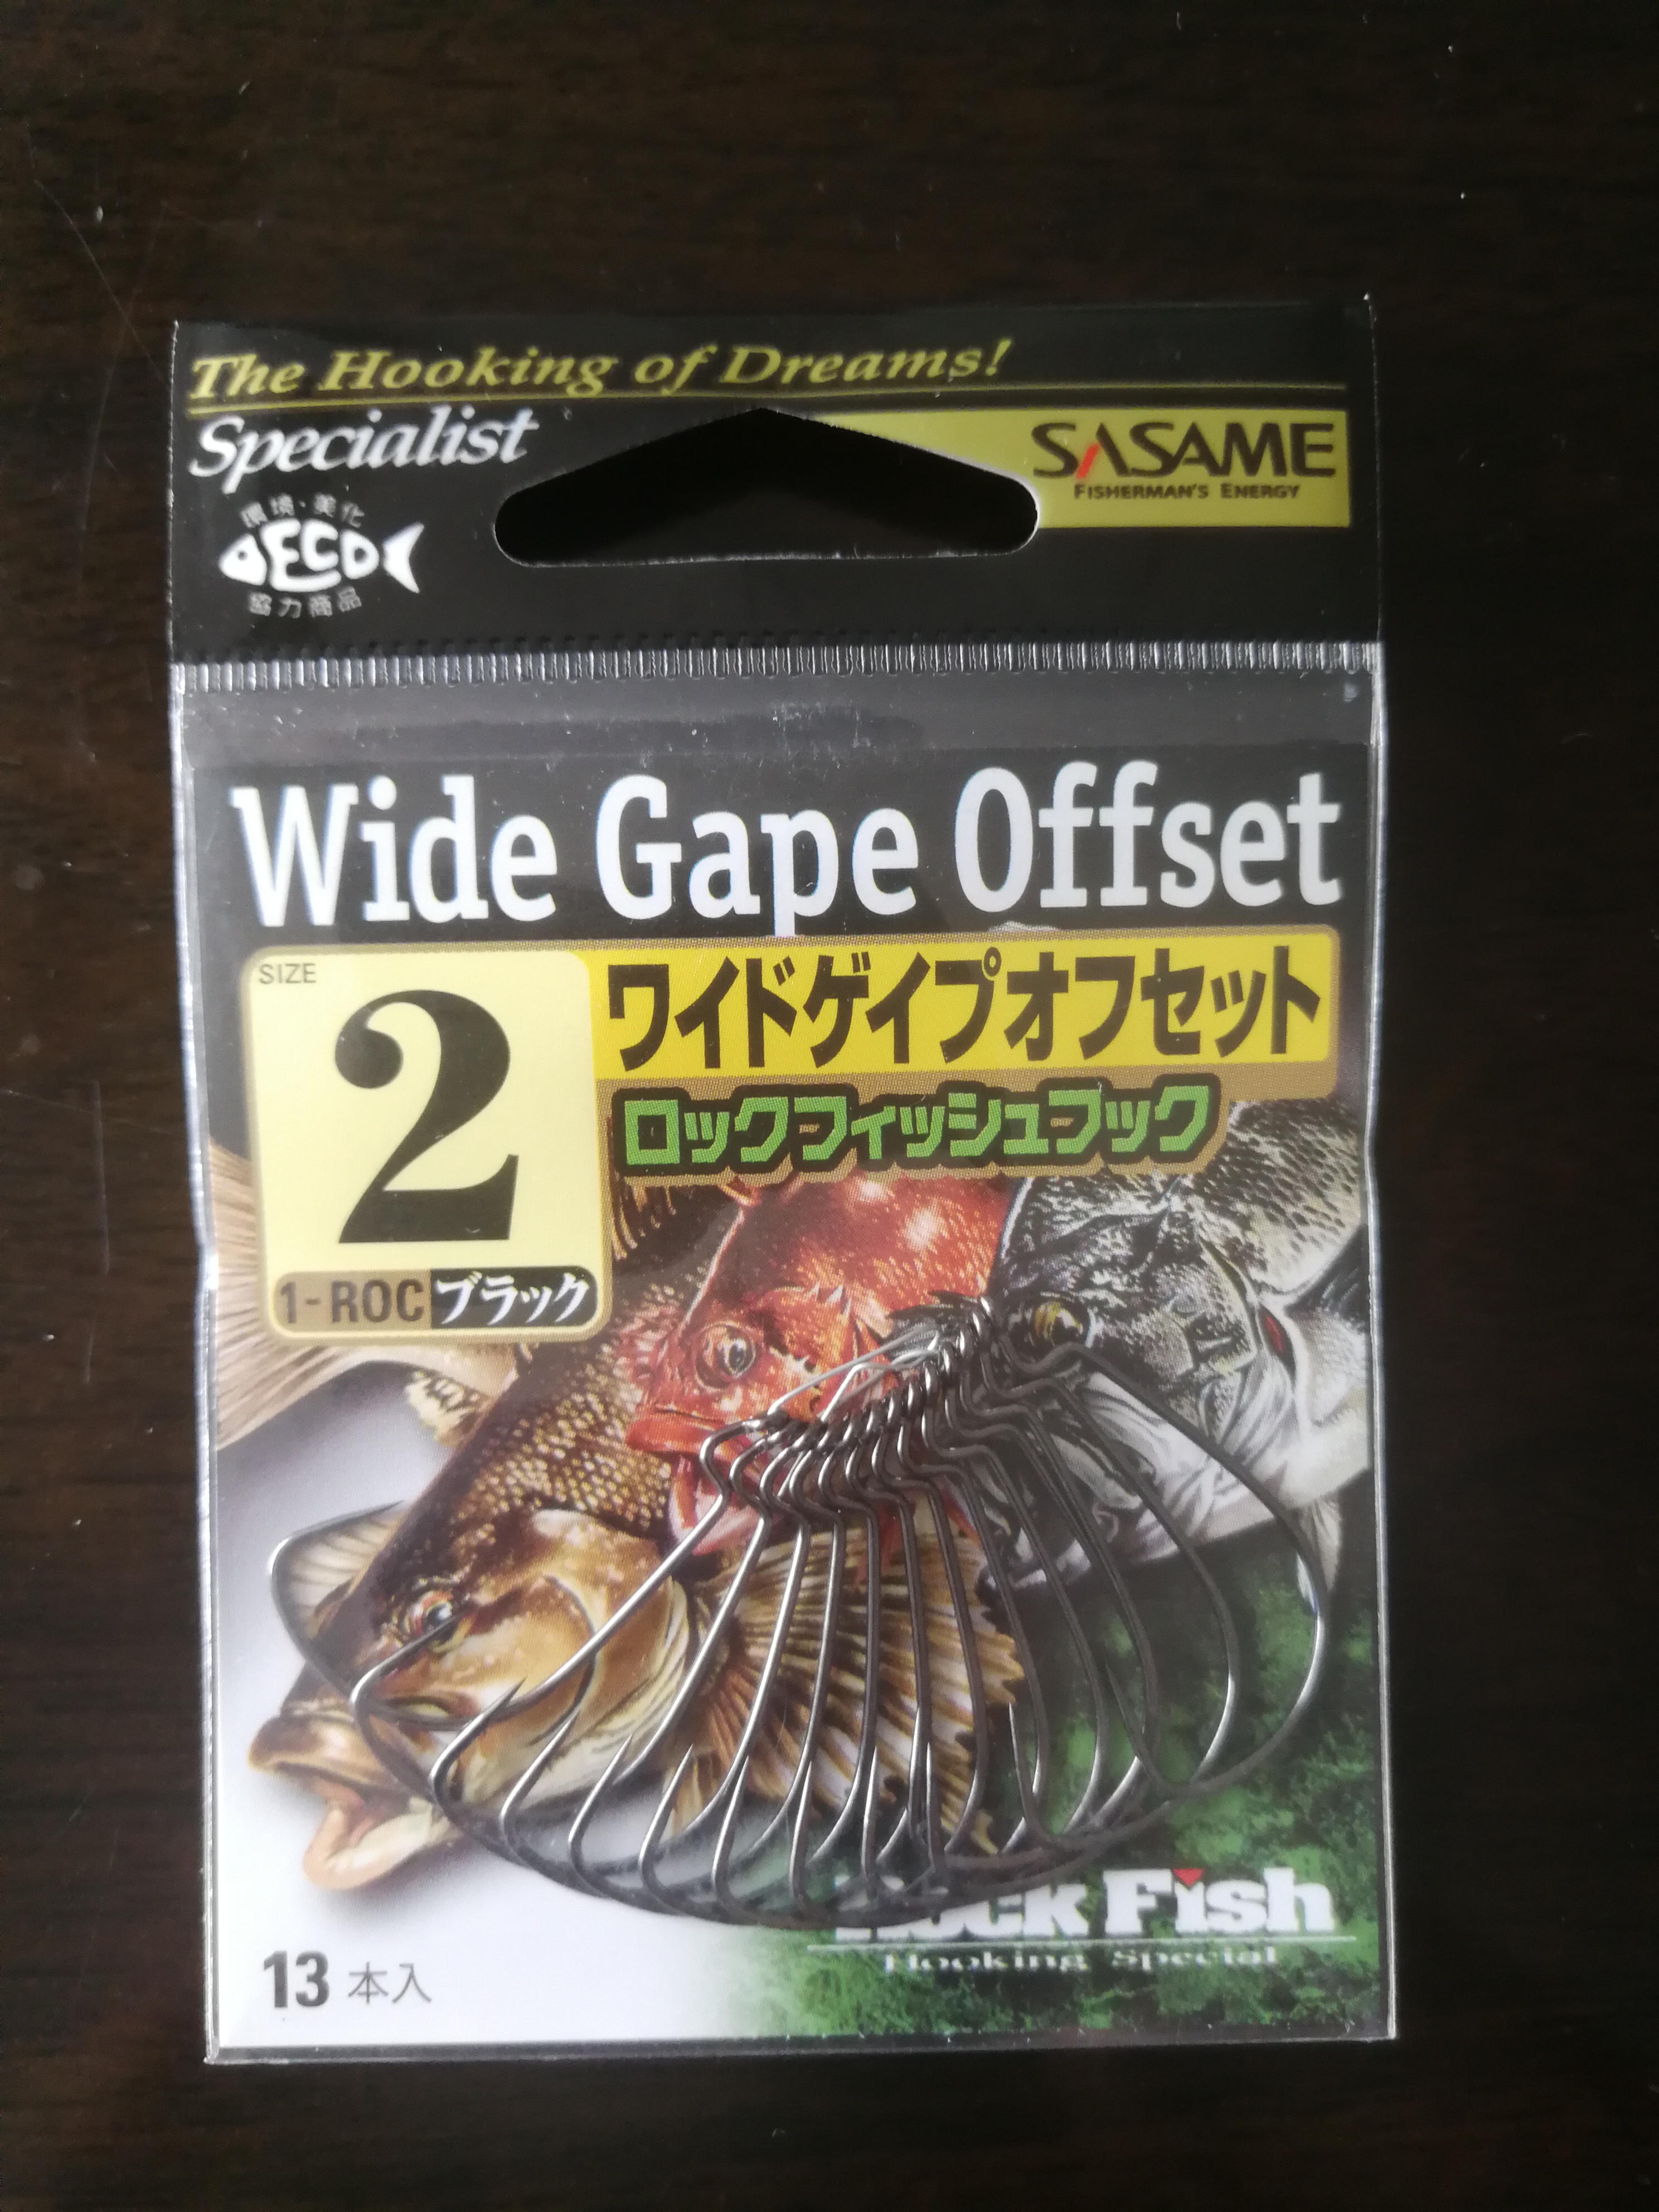 The Hooking of Dreams!
Specialist
SASAME
FISHERMAN'S ENERGY
環境・美化
ECO
協力商品
Wide Gape Offset
SIZE
2
ワイドゲイプオフセット
ロックフィッシュフック
1-ROC ブラック
Rock Fish
Hooking Special
13 本入